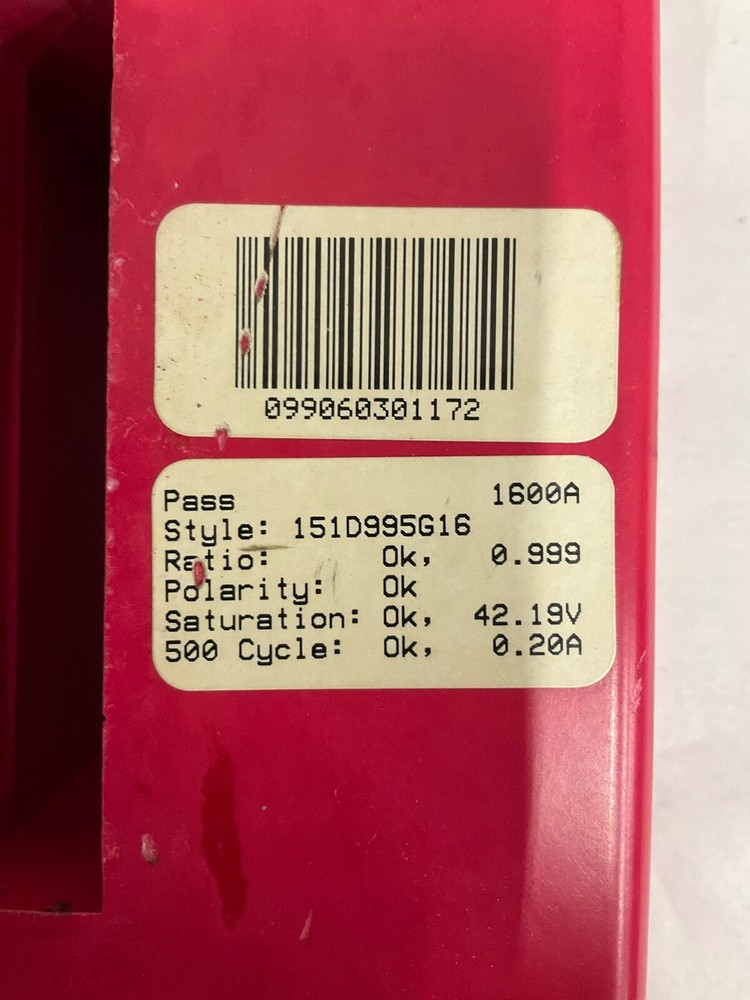 099060301172
Pass 1600A
Style: 151D995G16
Ratio: Ok, 0.999
Polarity: Ok
Saturation: Ok, 42.19V
500 Cycle: Ok, 0.20A